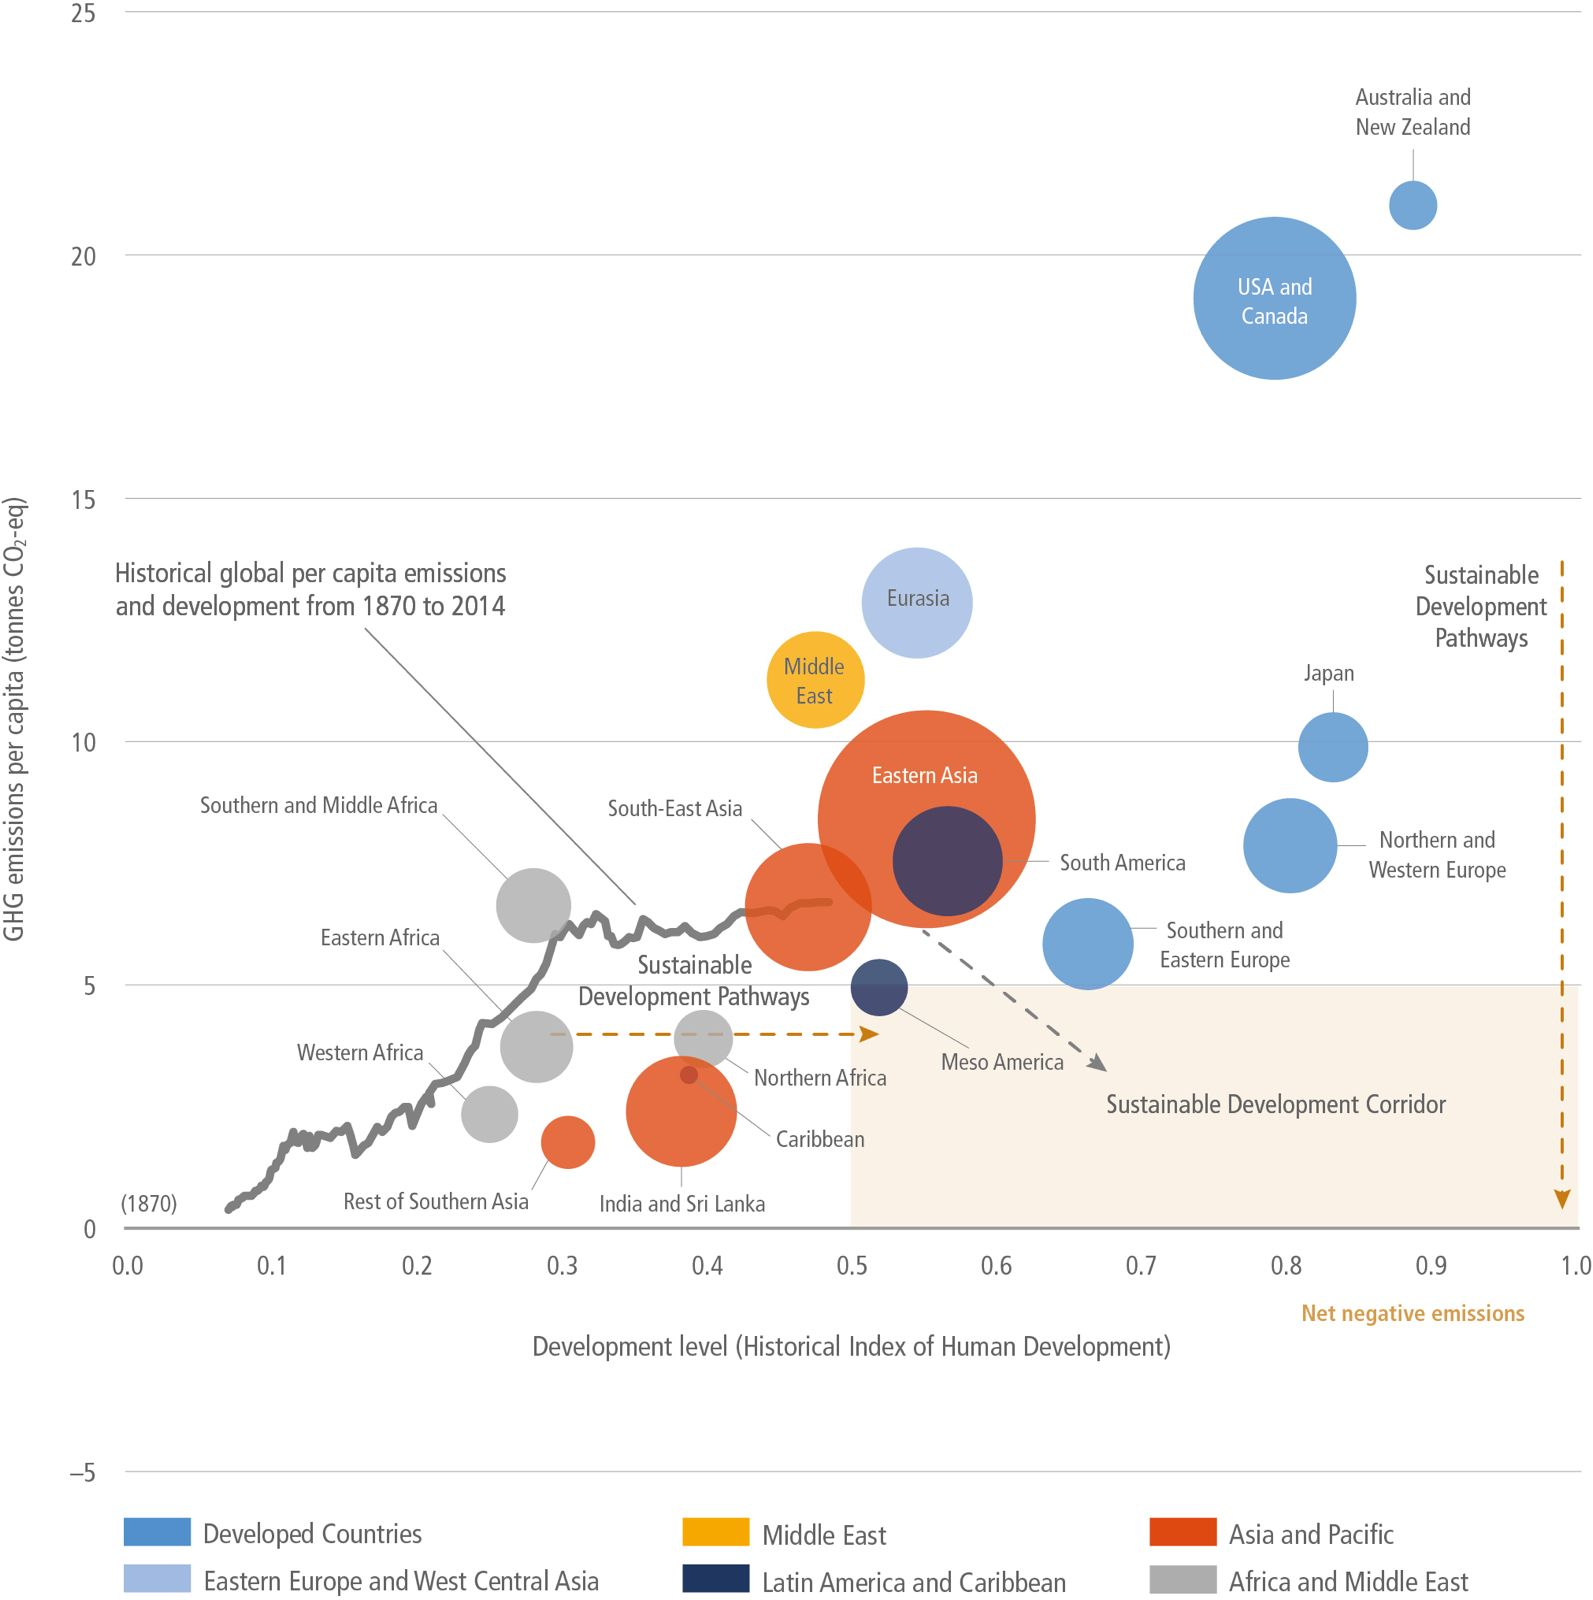 25
20
15
10
5
0
–5
GHG emissions per capita (tonnes CO₂-eq)
Australia and
New Zealand
USA and
Canada
Historical global per capita emissions
and development from 1870 to 2014
Eurasia
Middle
East
Sustainable
Development
Pathways
Japan
Eastern Asia
Southern and Middle Africa
South-East Asia
South America
Northern and
Western Europe
Eastern Africa
Southern and
Eastern Europe
Sustainable
Development Pathways
Western Africa
Meso America
Northern Africa
Sustainable Development Corridor
Caribbean
(1870)
Rest of Southern Asia
India and Sri Lanka
0.0 0.1 0.2 0.3 0.4 0.5 0.6 0.7 0.8 0.9 1.0
Net negative emissions
Development level (Historical Index of Human Development)
Developed Countries
Middle East
Asia and Pacific
Eastern Europe and West Central Asia
Latin America and Caribbean
Africa and Middle East